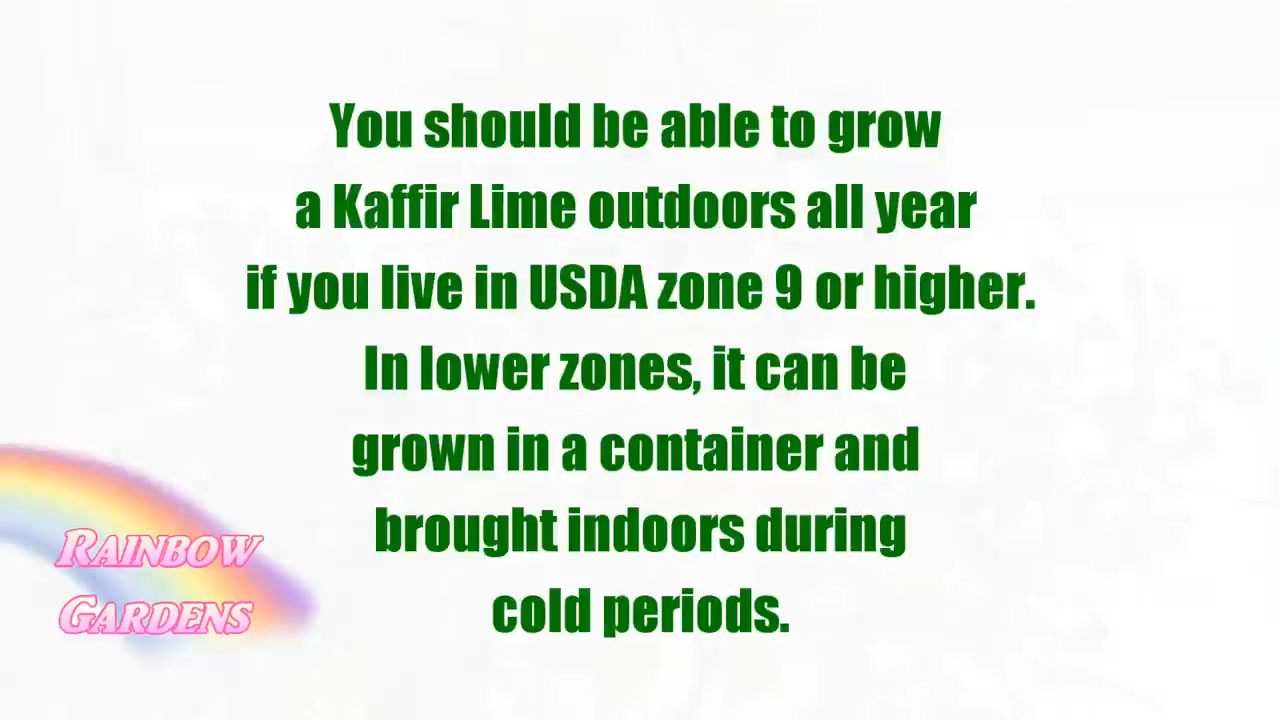 You should be able to grow
a Kaffir Lime outdoors all year
if you live in USDA zone 9 or higher.
In lower zones, it can be
grown in a container and
brought indoors during
cold periods.
RAINBOW
GARDENS